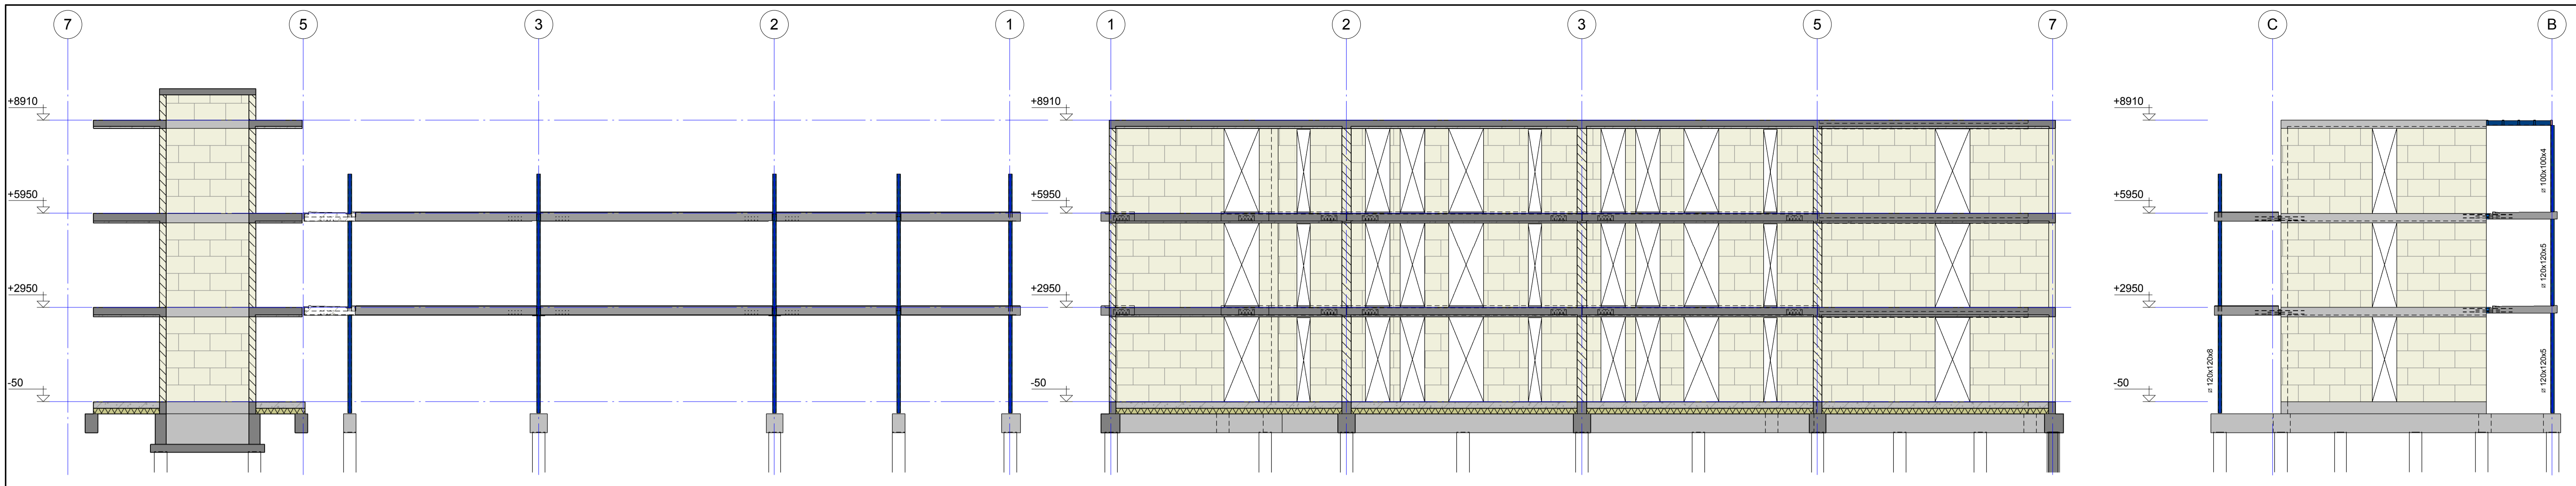 7 5 3 2 1 1 2 3 5 7 C B
+8910 +8910 +8910
+5950 +5950 +5950
+2950 +2950 +2950
-50 -50 -50
⌗ 100x100x4
⌗ 120x120x5
⌗ 120x120x8
⌗ 120x120x5